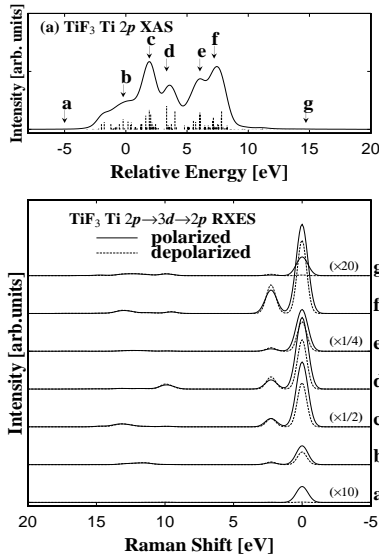 (a) TiF₃ Ti 2p XAS
c
f
d
e
b
a
g
Intensity [arb. units]
-5 0 5 10 15 20
Relative Energy [eV]
TiF₃ Ti 2p→3d→2p RXES
polarized
depolarized
(×20) g
f
(×1/4) e
d
(×1/2) c
b
(×10) a
Intensity [arb.units]
20 15 10 5 0 -5
Raman Shift [eV]